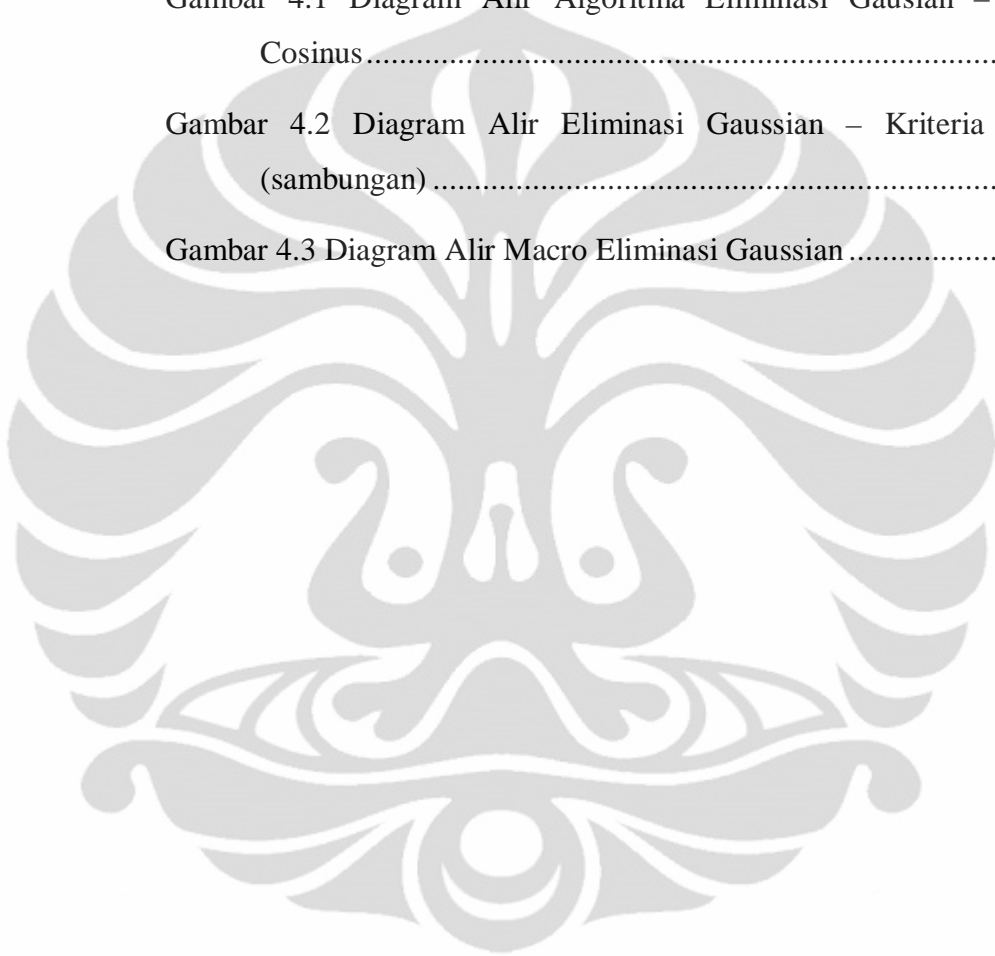 Gambar 4.1 Diagram Alir Algoritma Eliminasi Gausian –
Cosinus................................................................................
Gambar 4.2 Diagram Alir Eliminasi Gaussian – Kriteria
(sambungan)........................................................................
Gambar 4.3 Diagram Alir Macro Eliminasi Gaussian...................